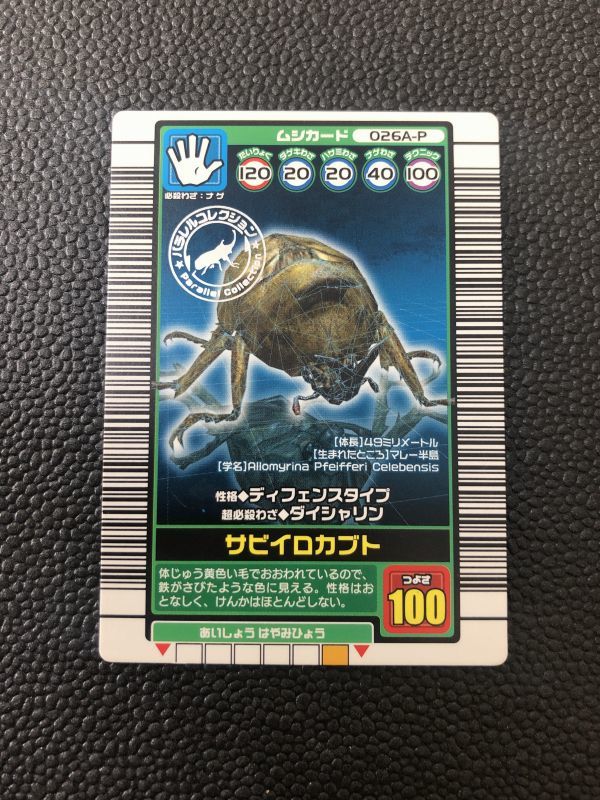 ムシカード 026A-P
たいりょく ダゲキわざ ハサミわざ ナゲわざ テクニック
120 20 20 40 100
必殺わざ：ナゲ
パラレルコレクション
Parallel Collection
【体長】49ミリメートル
【生まれたところ】マレー半島
【学名】Allomyrina Pfeifferi Celebensis
性格◆ディフェンスタイプ
超必殺わざ◆ダイシャリン
サビイロカブト
体じゅう黄色い毛でおおわれているので、
鉄がさびたような色に見える。性格はお
となしく、けんかはほとんどしない。
つよさ
100
あいしょう はやみひょう